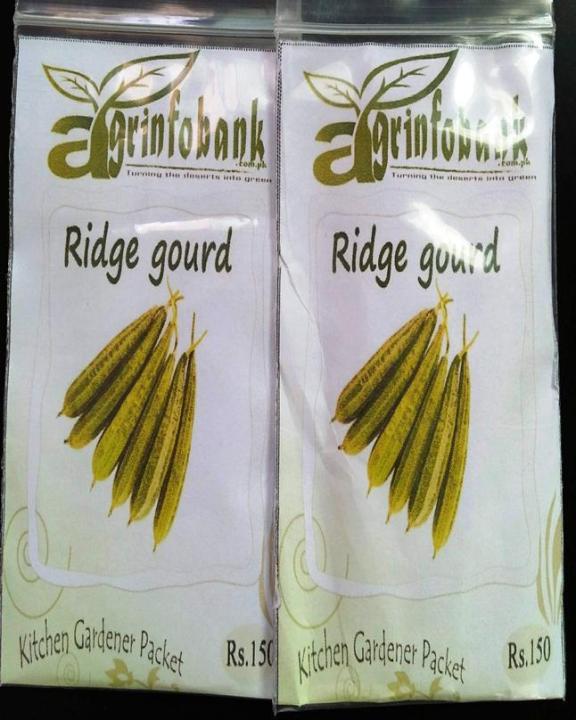 agrinfobank
.com.pk
Turning the deserts into green
Ridge gourd
Kitchen Gardener Packet
Rs.150
agrinfobank
.com.pk
Turning the deserts into green
Ridge gourd
Kitchen Gardener Packet
Rs.150